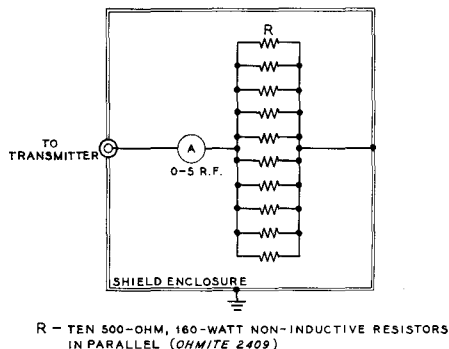 R
TO
TRANSMITTER
A
0-5 R.F.
SHIELD ENCLOSURE
R - TEN 500-OHM, 160-WATT NON-INDUCTIVE RESISTORS
IN PARALLEL (OHMITE 2409)